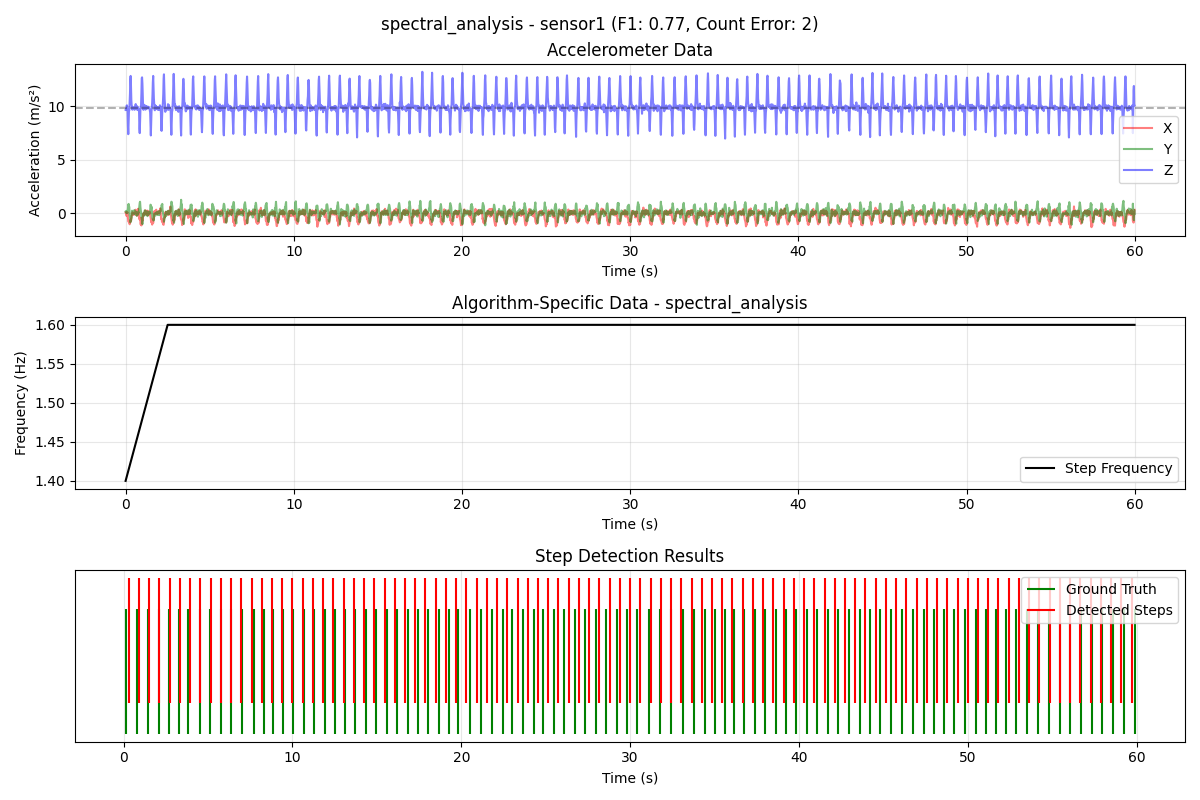 spectral_analysis - sensor1 (F1: 0.77, Count Error: 2)
Accelerometer Data
Acceleration (m/s²)
10
5
0
X
Y
Z
0 10 20 30 40 50 60
Time (s)
Algorithm-Specific Data - spectral_analysis
Frequency (Hz)
1.60
1.55
1.50
1.45
1.40
Step Frequency
0 10 20 30 40 50 60
Time (s)
Step Detection Results
Ground Truth
Detected Steps
0 10 20 30 40 50 60
Time (s)